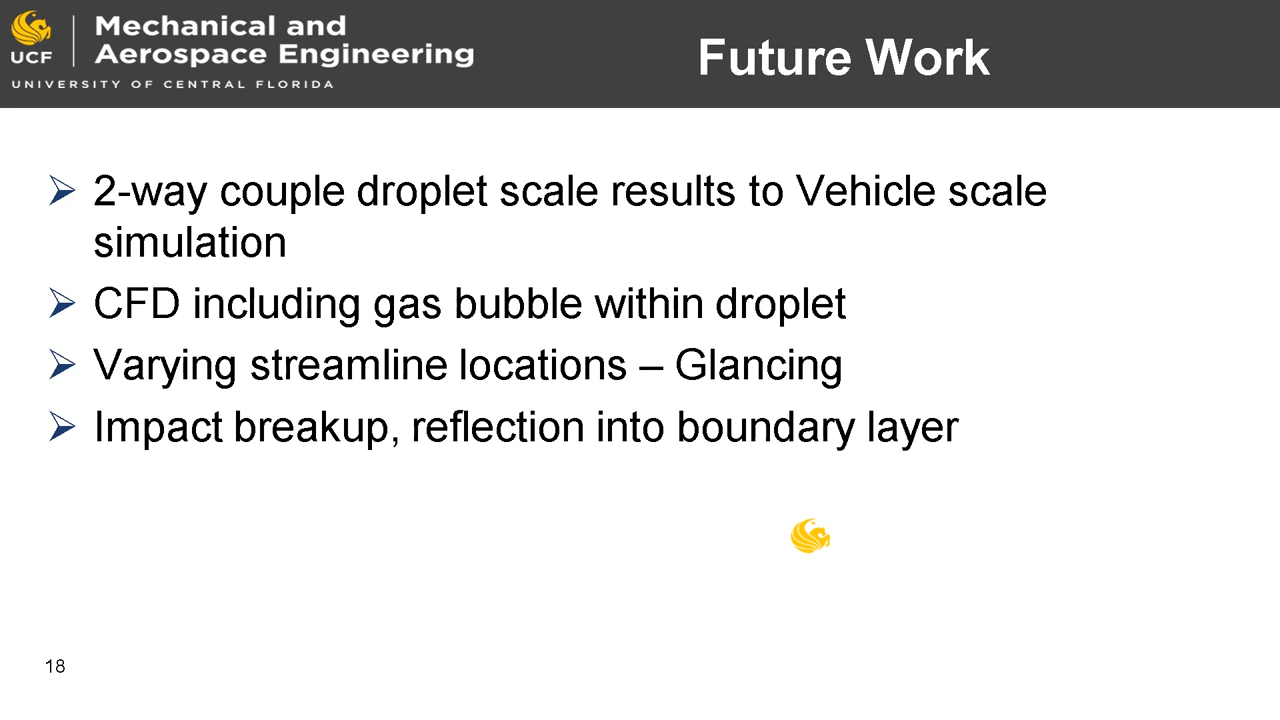 UCF
Mechanical and
Aerospace Engineering
UNIVERSITY OF CENTRAL FLORIDA
Future Work
2-way couple droplet scale results to Vehicle scale
simulation
CFD including gas bubble within droplet
Varying streamline locations – Glancing
Impact breakup, reflection into boundary layer
18